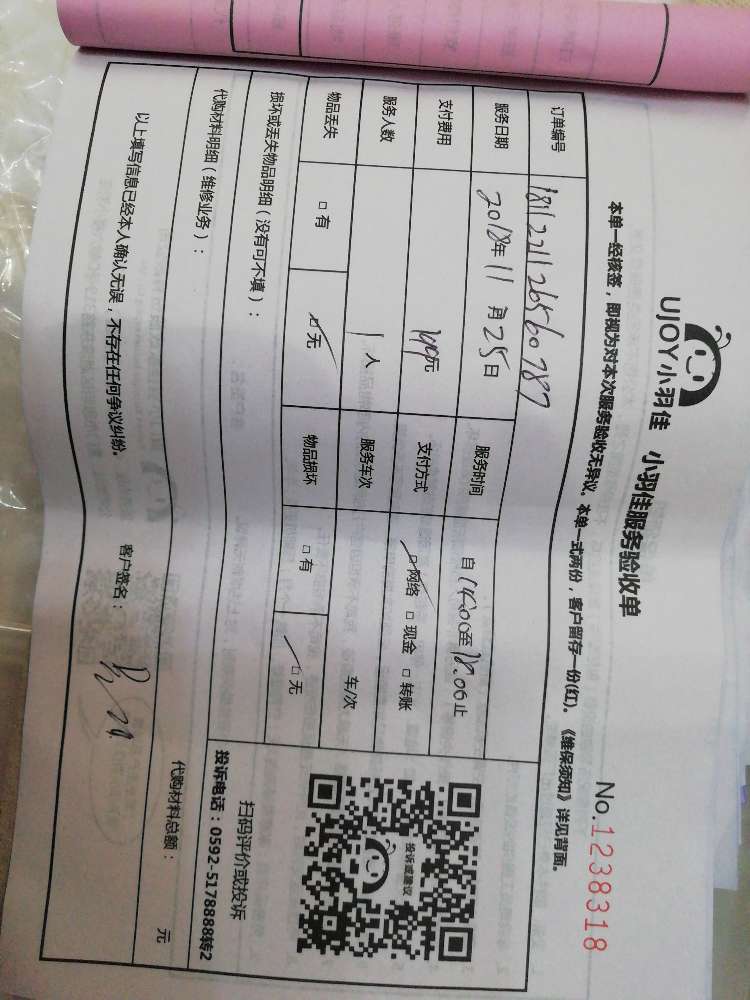 UJOY小羽佳 小羽佳服务验收单
No.1238318
本单一经核签，即视为对本次服务验收无异议。本单一式两份，客户留存一份(红)。《维保须知》详见背面。
订单编号
服务日期 2018年11月25日 服务时间 自14:00至18:00止
支付费用 元 支付方式 □网络 □现金 □转账
服务人数 1人 服务车次 车/次
物品丢失 □有 □无 物品损坏 □有 □无
损坏或丢失物品明细（没有可不填）：
代购材料明细（维修业务）：
代购材料总额： 元
以上填写信息已经本人确认无误，不存在任何争议纠纷。 客户签名：
投诉或建议
扫码评价或投诉
投诉电话：0592-5178888转2